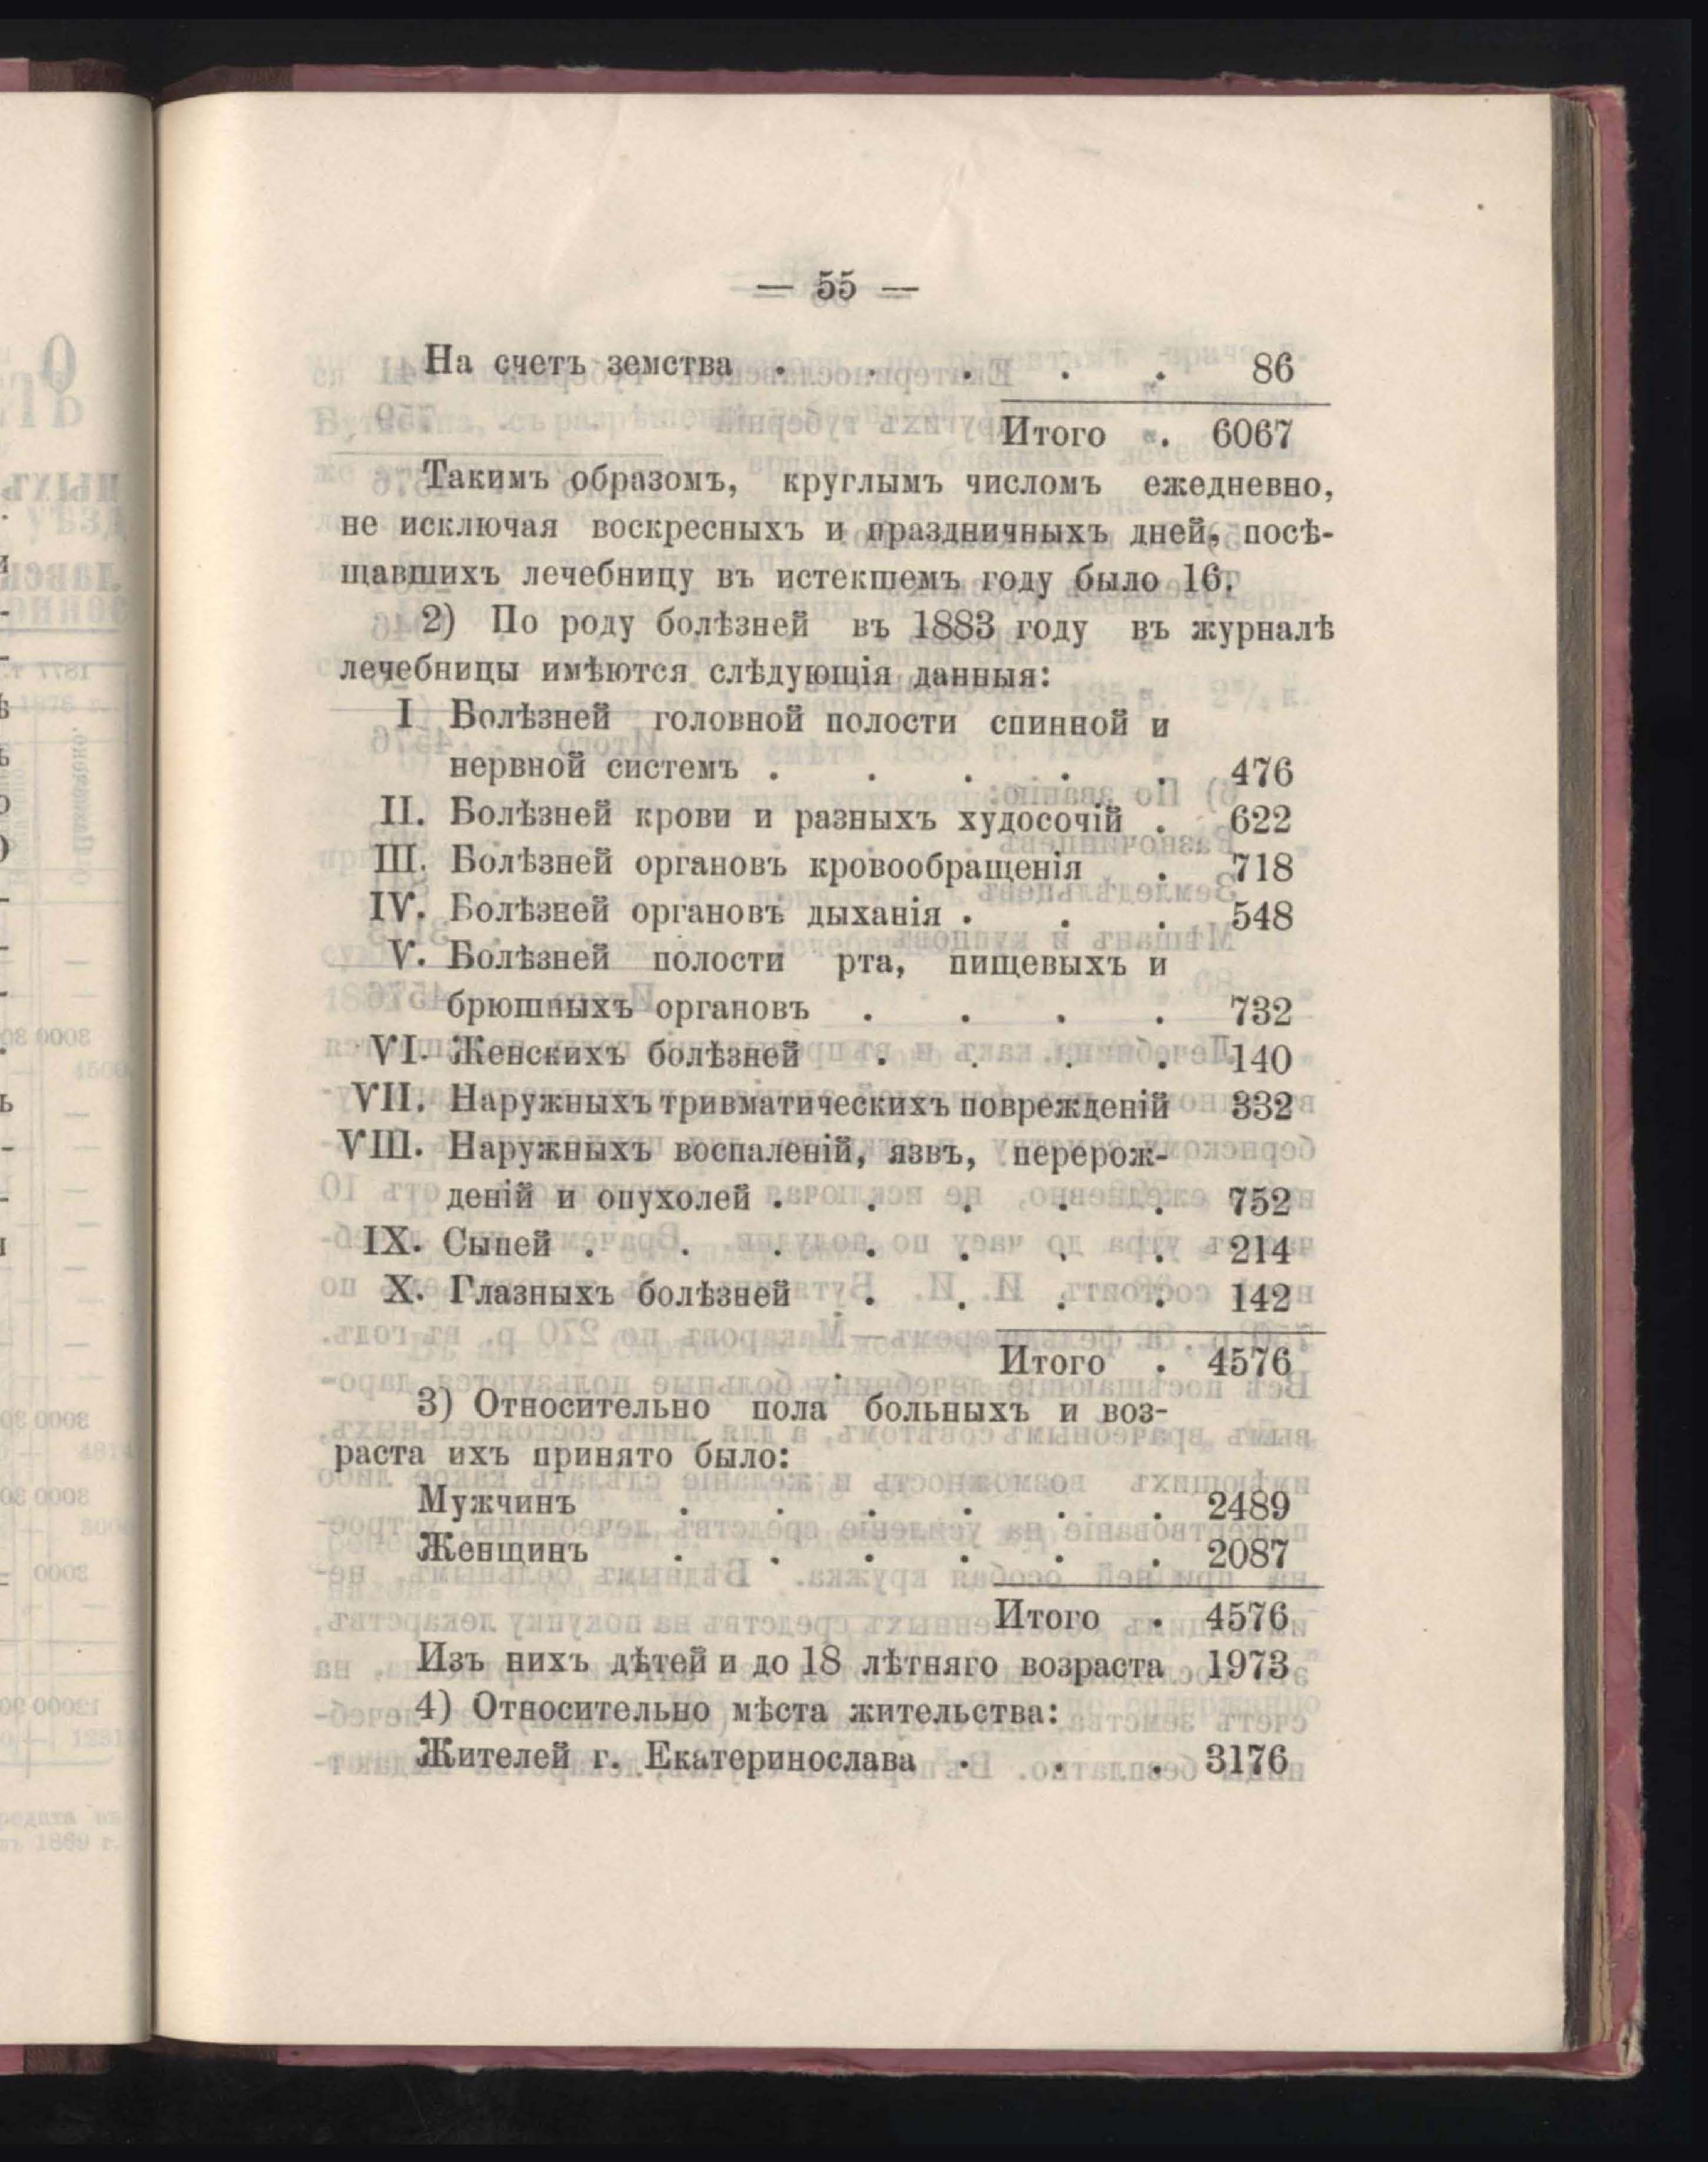 — 55 —
На счетъ земства . . . . . 86
Итого . 6067
Такимъ образомъ, круглымъ числомъ ежедневно,
не исключая воскресныхъ и праздничныхъ дней, посѣ-
щавшихъ лечебницу въ истекшемъ году было 16.
2) По роду болѣзней въ 1883 году въ журналѣ
лечебницы имѣются слѣдующія данныя:
I Болѣзней головной полости спинной и
нервной системъ . . . . . 476
II. Болѣзней крови и разныхъ худосочій . 622
III. Болѣзней органовъ кровообращенія . 718
IV. Болѣзней органовъ дыханія . . . 548
V. Болѣзней полости рта, пищевыхъ и
брюшныхъ органовъ . . . . 732
VI. Женскихъ болѣзней . . . . 140
VII. Наружныхъ тривматическихъ поврежденій 332
VIII. Наружныхъ воспаленій, язвъ, перерож-
деній и опухолей . . . . . 752
IX. Сыпей . . . . . . . 214
X. Глазныхъ болѣзней . . . . 142
Итого . 4576
3) Относительно пола больныхъ и воз-
раста ихъ принято было:
Мужчинъ . . . . . . 2489
Женщинъ . . . . . . 2087
Итого . 4576
Изъ нихъ дѣтей и до 18 лѣтняго возраста 1973
4) Относительно мѣста жительства:
Жителей г. Екатеринослава . . . 3176